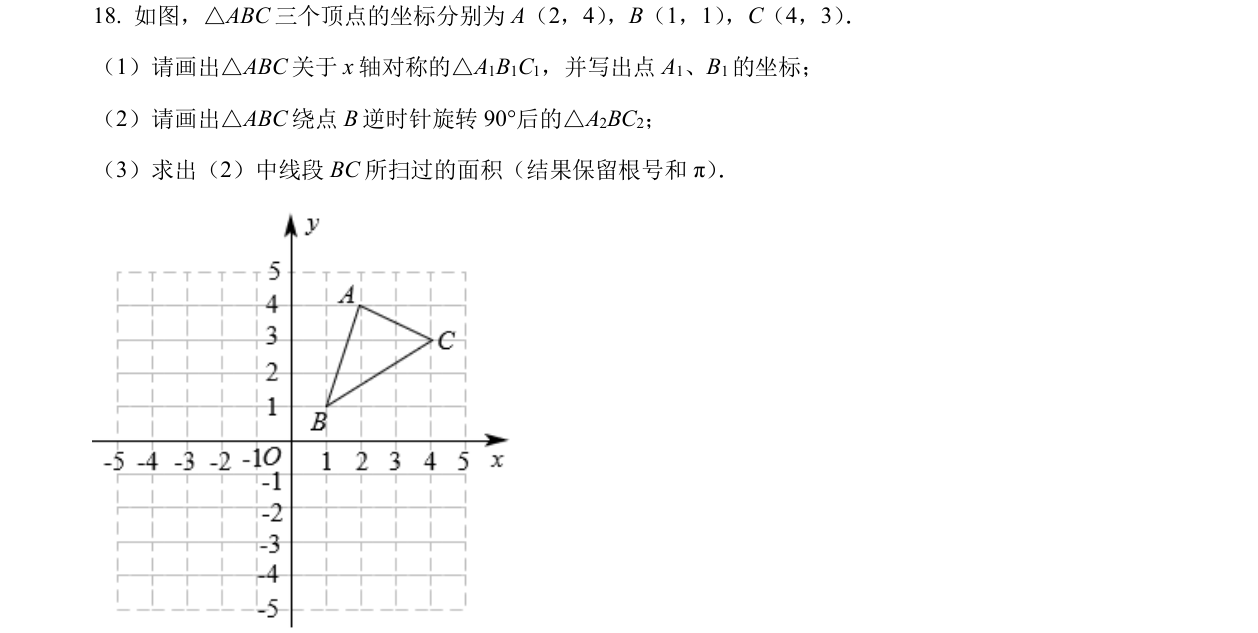 18. 如图，△ABC三个顶点的坐标分别为A（2，4），B（1，1），C（4，3）.
（1）请画出△ABC关于x轴对称的△A₁B₁C₁，并写出点A₁、B₁的坐标；
（2）请画出△ABC绕点B逆时针旋转90°后的△A₂BC₂；
（3）求出（2）中线段BC所扫过的面积（结果保留根号和π）.
y
5
4 A
3 C
2
1
B
-5 -4 -3 -2 -1O 1 2 3 4 5 x
-1
-2
-3
-4
-5